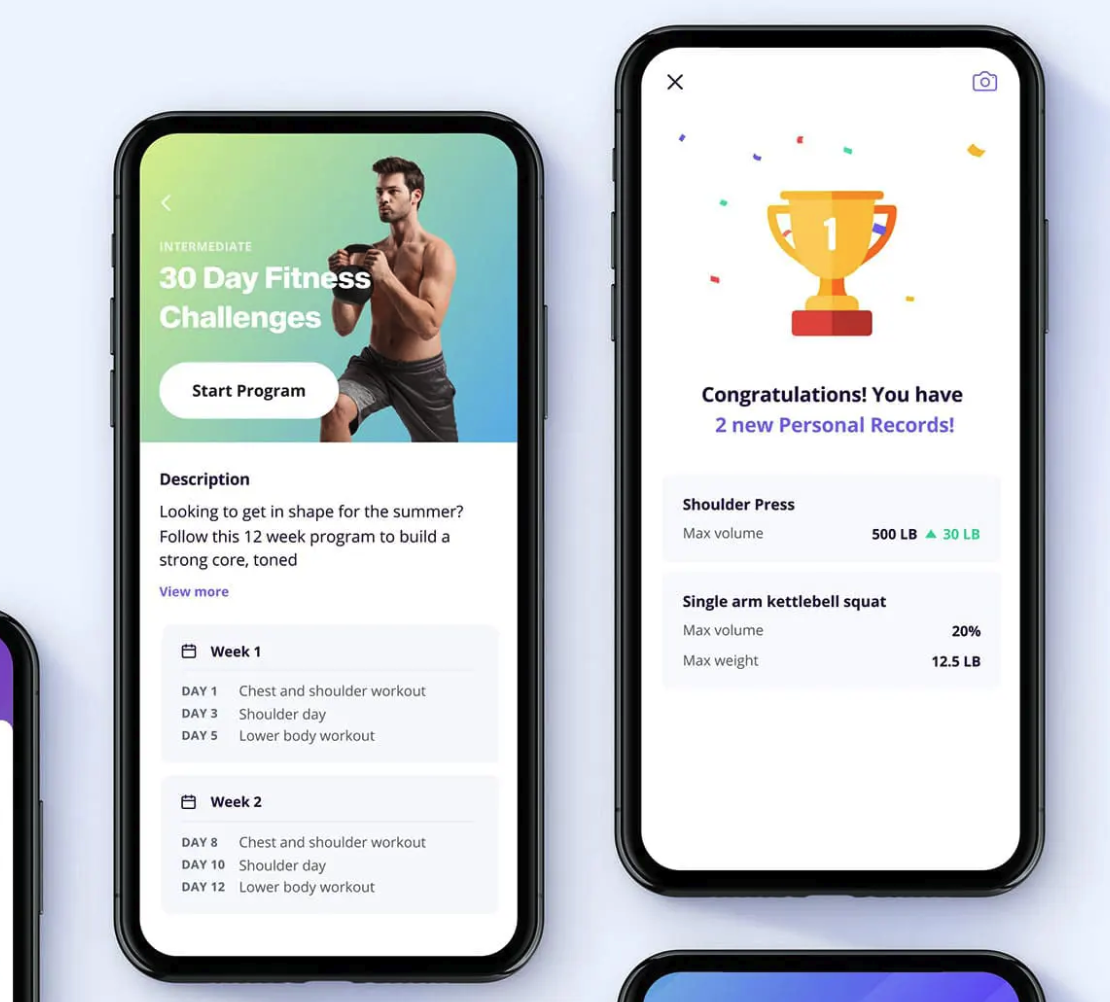 INTERMEDIATE
30 Day Fitness
Challenges
Start Program
Description
Looking to get in shape for the summer?
Follow this 12 week program to build a
strong core, toned
View more
Week 1
DAY 1 Chest and shoulder workout
DAY 3 Shoulder day
DAY 5 Lower body workout
Week 2
DAY 8 Chest and shoulder workout
DAY 10 Shoulder day
DAY 12 Lower body workout
1
Congratulations! You have
2 new Personal Records!
Shoulder Press
Max volume 500 LB ▲ 30 LB
Single arm kettlebell squat
Max volume 20%
Max weight 12.5 LB